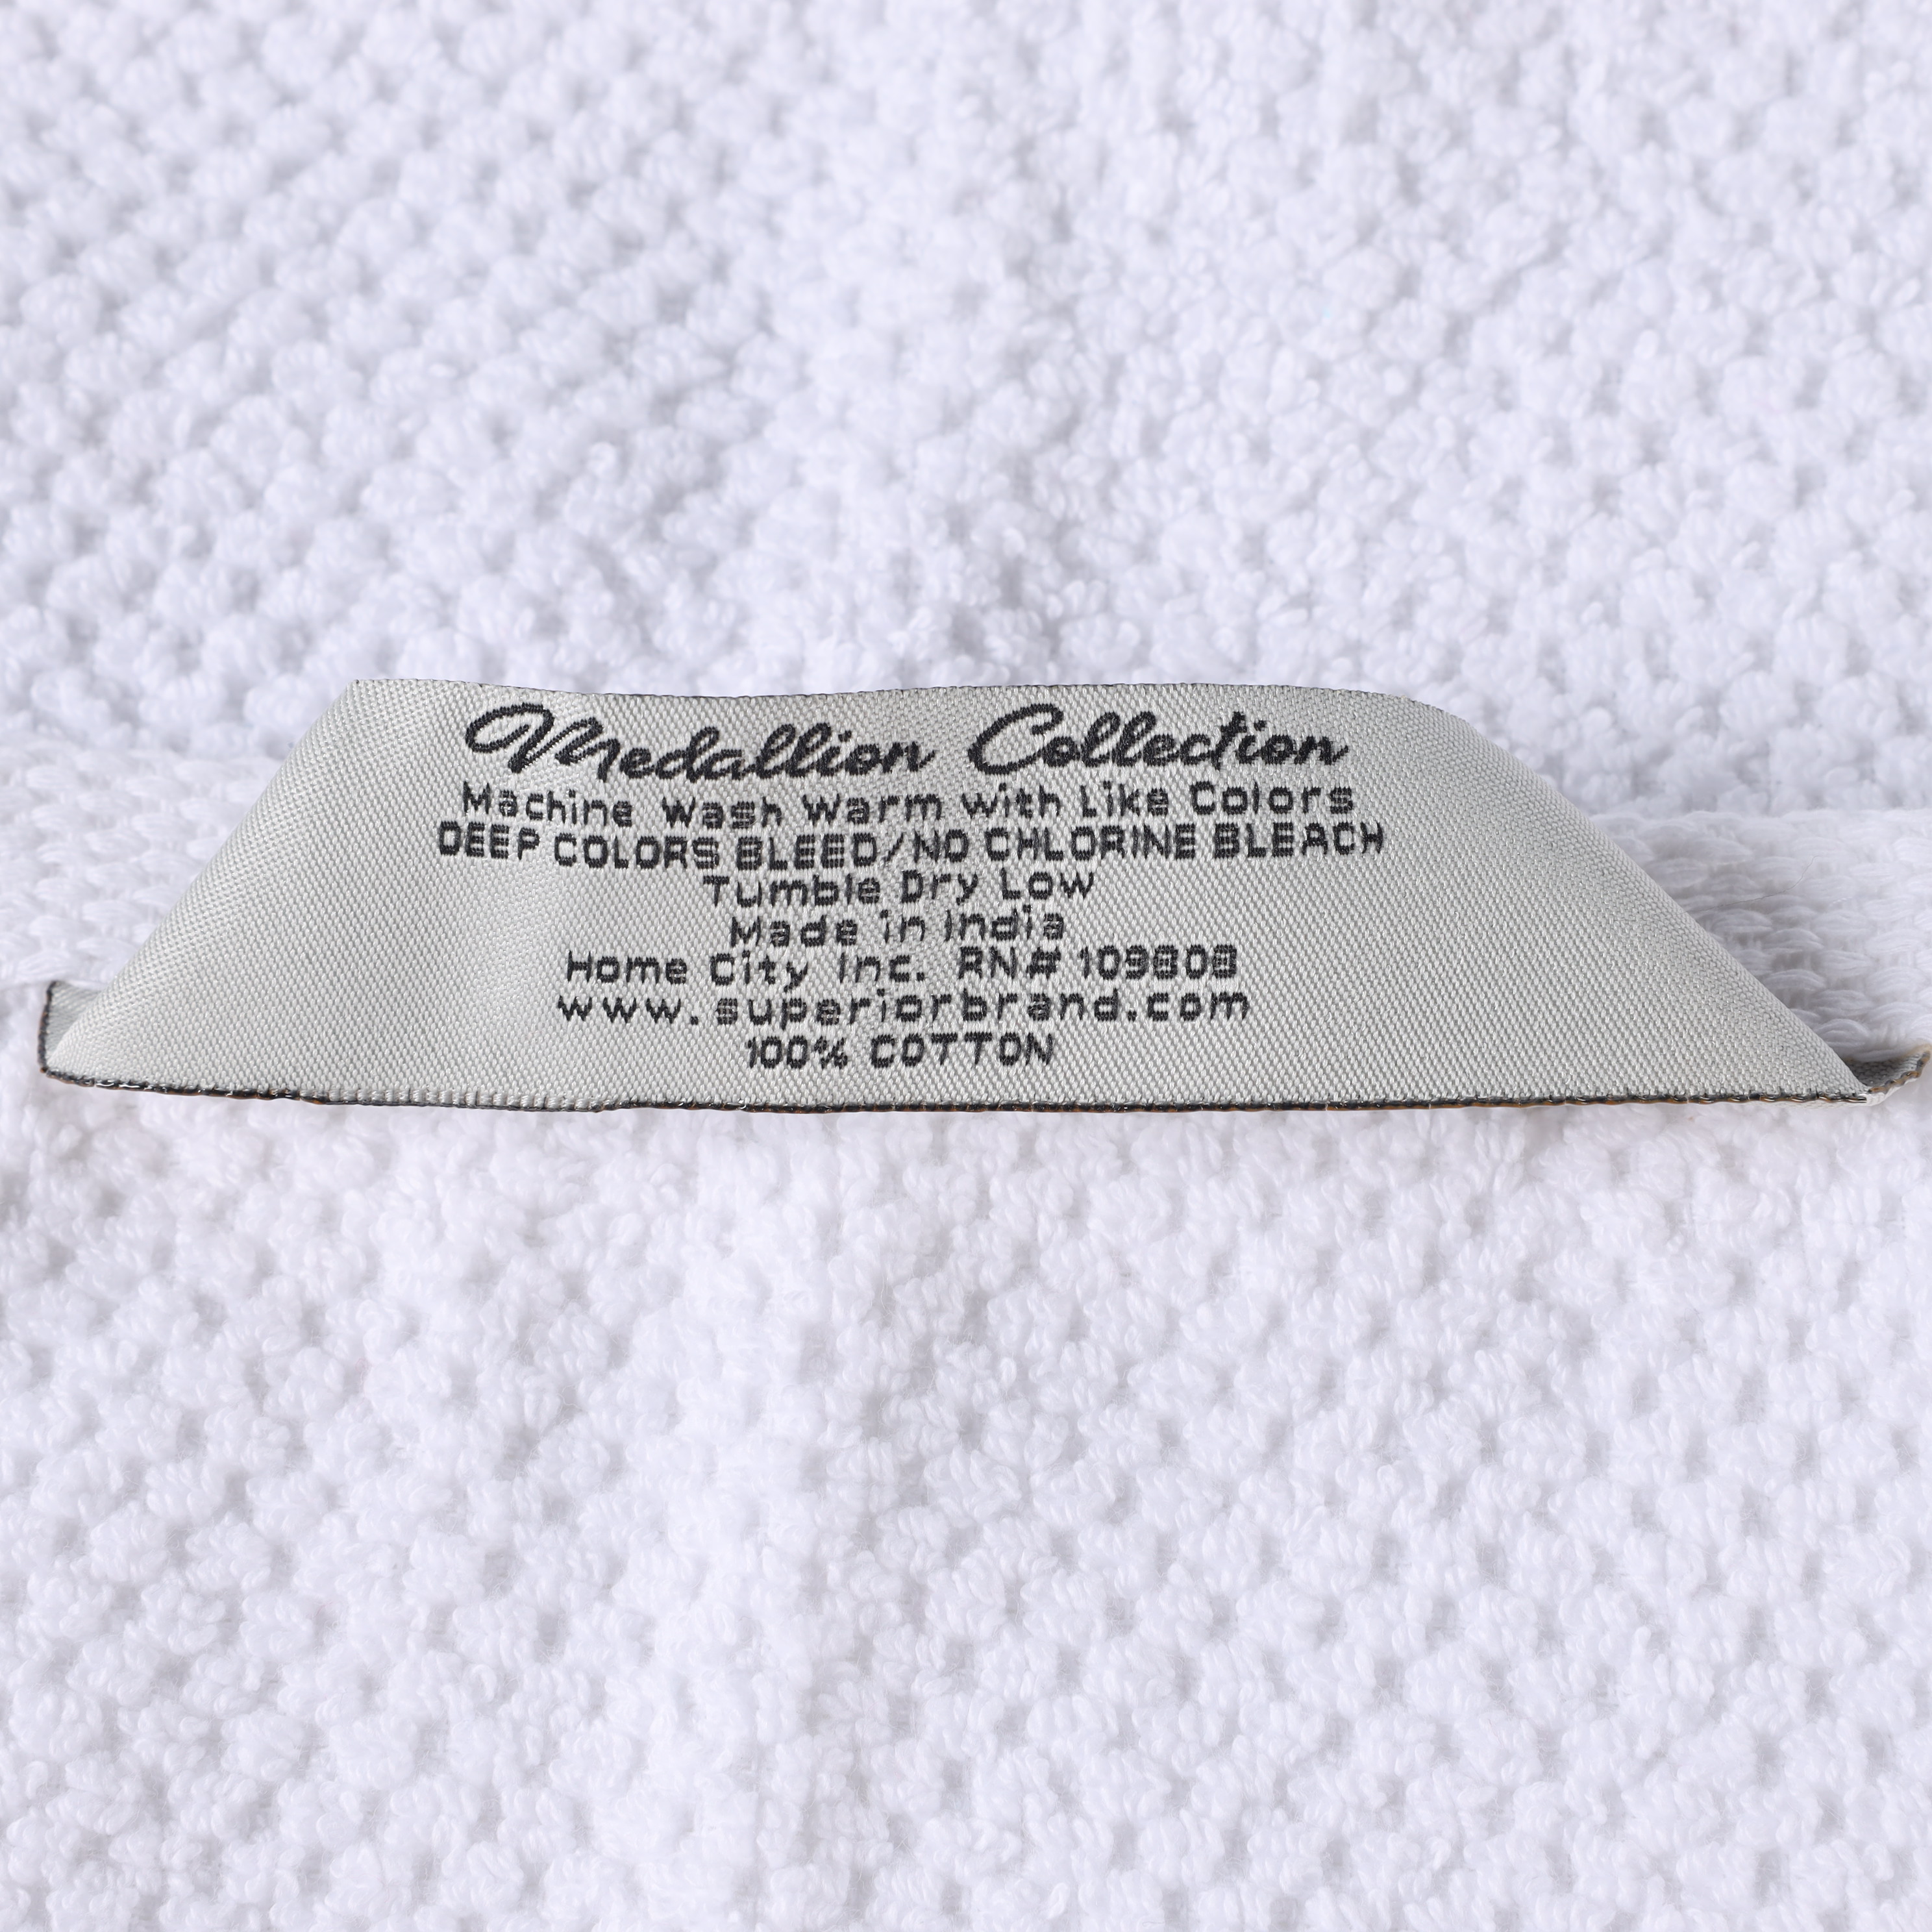 Medallion Collection
Machine Wash Warm with Like Colors
DEEP COLORS BLEED/NO CHLORINE BLEACH
Tumble Dry Low
Made in India
Home City Inc. RN# 109808
www.superiorbrand.com
100% COTTON